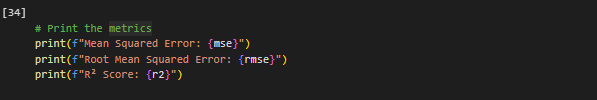 [34]
# Print the metrics
print(f"Mean Squared Error: {mse}")
print(f"Root Mean Squared Error: {rmse}")
print(f"R² Score: {r2}")